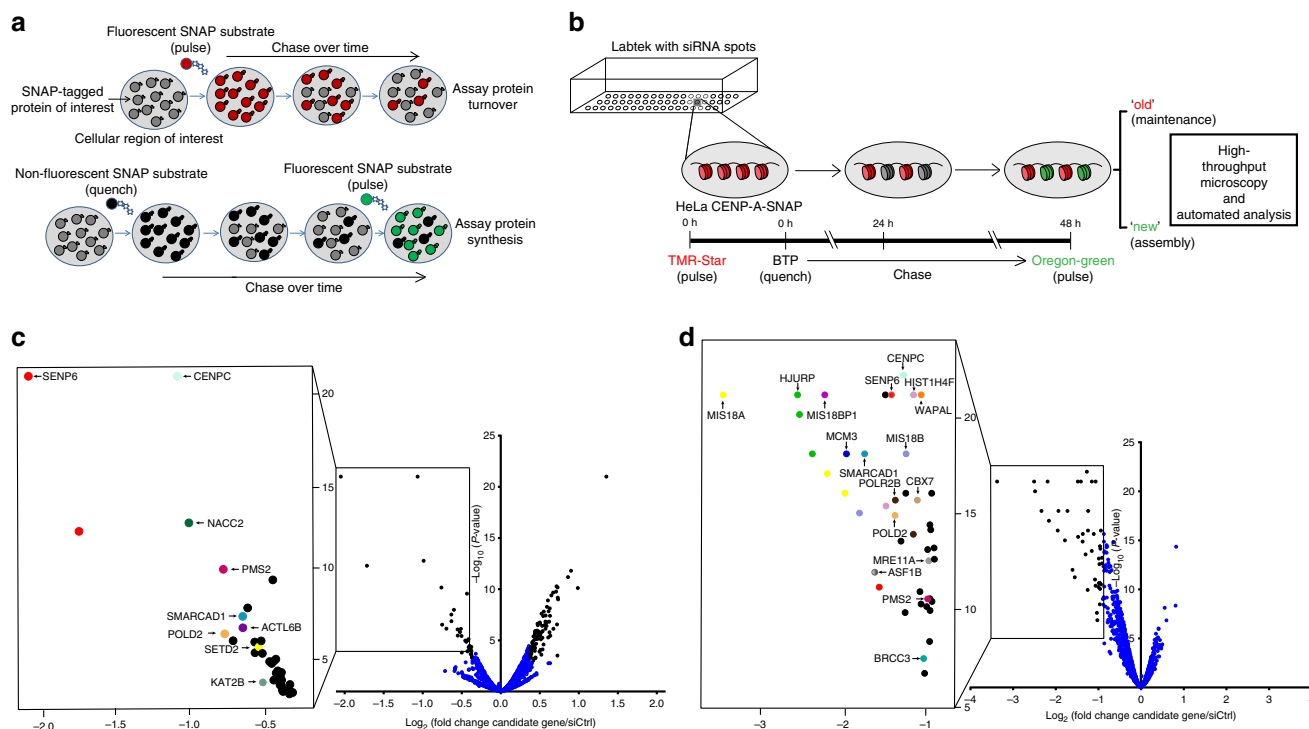 a
Fluorescent SNAP substrate
(pulse)
Chase over time
SNAP-tagged
protein of interest
Cellular region of interest
Assay protein
turnover
Non-fluorescent SNAP substrate
(quench)
Fluorescent SNAP substrate
(pulse)
Assay protein
synthesis
Chase over time
b
Labtek with siRNA spots
HeLa CENP-A-SNAP
0 h
0 h
24 h
48 h
TMR-Star
(pulse)
BTP
(quench)
Chase
Oregon-green
(pulse)
'old'
(maintenance)
'new'
(assembly)
High-
throughput
microscopy
and
automated analysis
c
SENP6
CENPC
NACC2
PMS2
SMARCAD1
ACTL6B
POLD2
SETD2
KAT2B
20
15
10
5
–2.0
–1.5
–1.0
–0.5
25
20
15
10
5
0
–Log10 (P-value)
–2.0
–1.5
–1.0
–0.5
0.0
0.5
1.0
1.5
2.0
Log2 (fold change candidate gene/siCtrl)
d
CENPC
HJURP
SENP6
HIST1H4F
MIS18A
MIS18BP1
WAPAL
MCM3
MIS18B
SMARCAD1
POLR2B
CBX7
POLD2
MRE11A
ASF1B
PMS2
BRCC3
20
15
10
5
–3
–2
–1
25
20
15
10
5
0
–Log10 (P-value)
–4
–3
–2
–1
0
1
2
3
4
Log2 (fold change candidate gene/siCtrl)